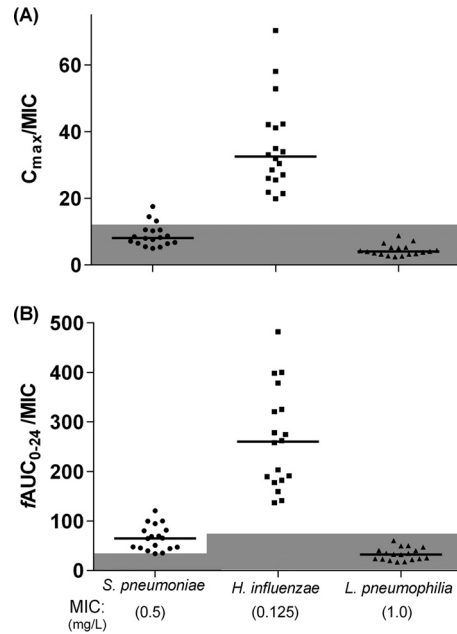 (A)
60
40
20
0
Cmax/MIC
(B)
500
400
300
200
100
0
fAUC0-24 /MIC
S. pneumoniae H. influenzae L. pneumophilia
MIC: (0.5) (0.125) (1.0)
(mg/L)